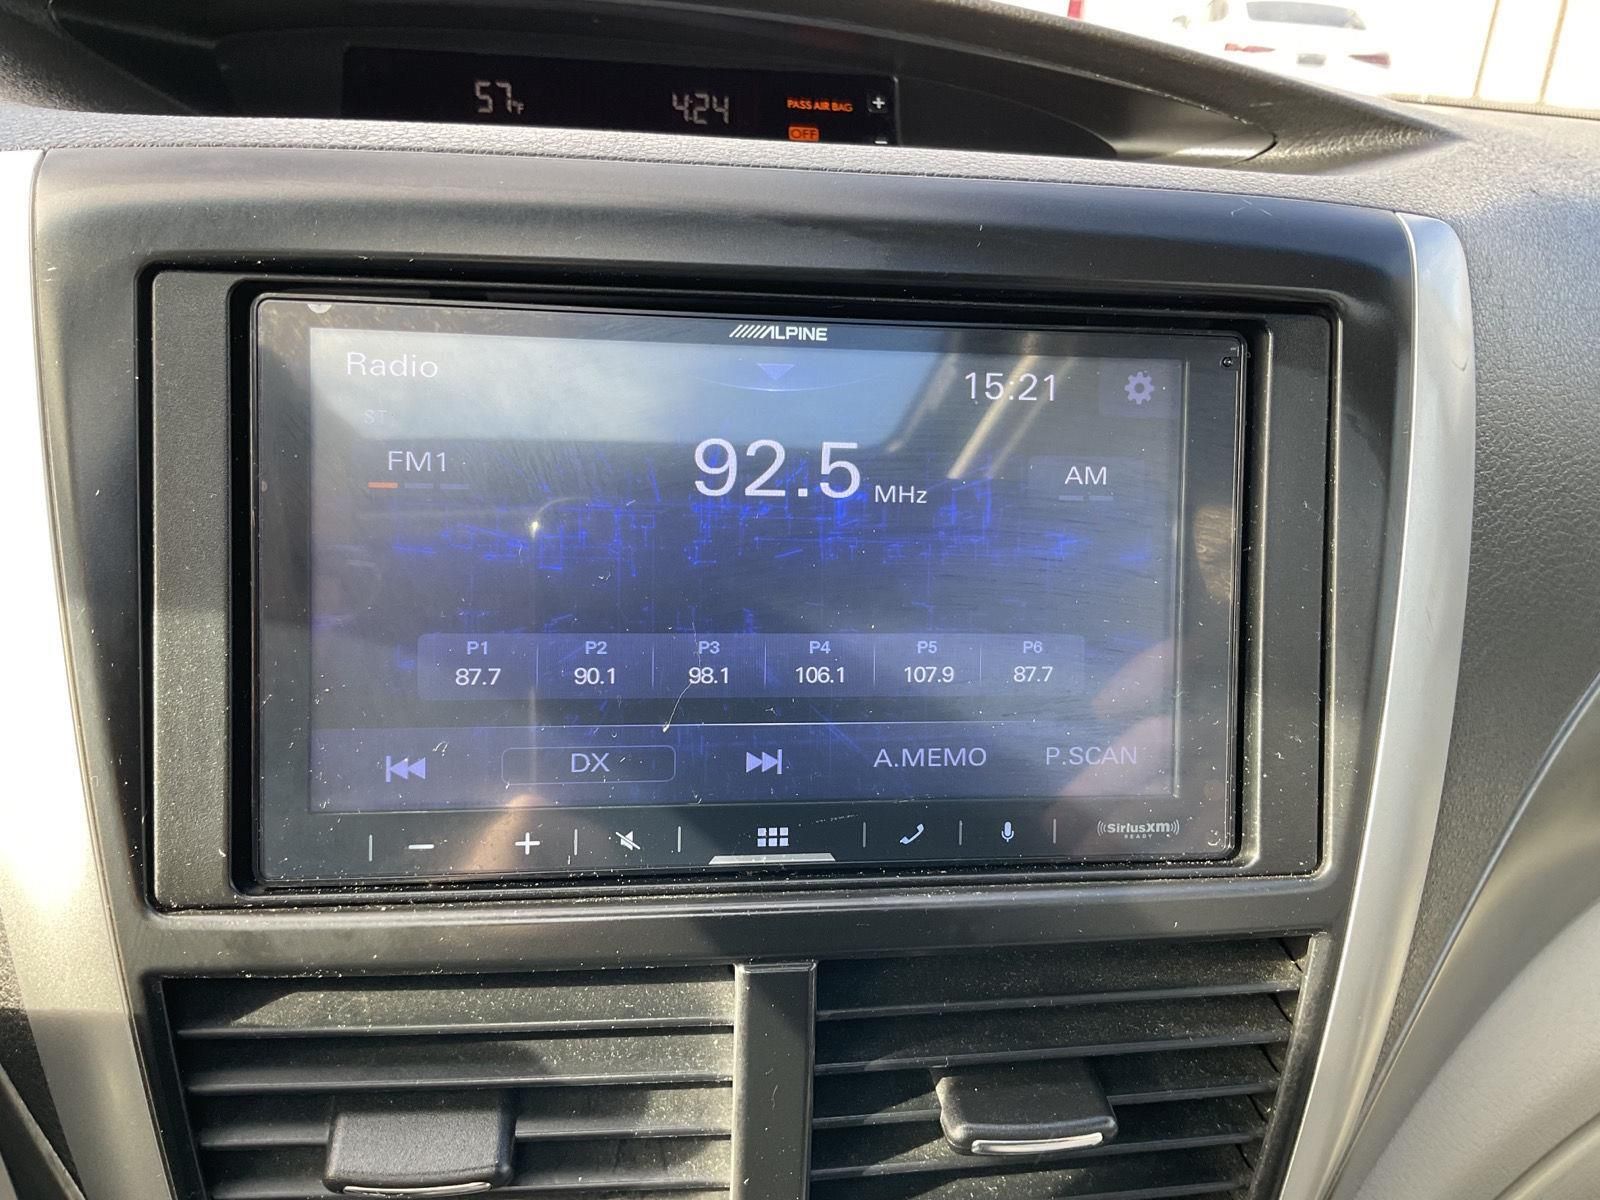 57°F 4:24 PASS AIR BAG +
OFF
ALPINE
Radio 15:21
ST
FM1 92.5 MHz AM
P1 P2 P3 P4 P5 P6
87.7 90.1 98.1 106.1 107.9 87.7
DX A.MEMO P.SCAN
((SiriusXM))
READY